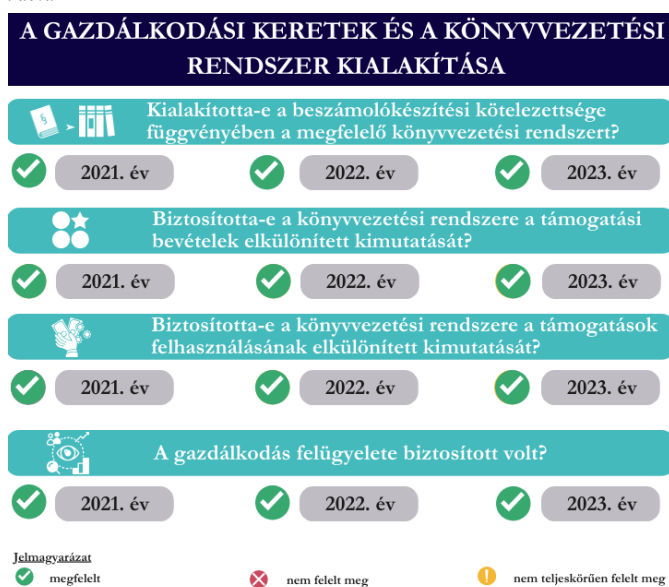 A GAZDÁLKODÁSI KERETEK ÉS A KÖNYVVEZETÉSI
RENDSZER KIALAKÍTÁSA
Kialakította-e a beszámolókészítési kötelezettsége
függvényében a megfelelő könyvvezetési rendszert?
2021. év 2022. év 2023. év
Biztosította-e a könyvvezetési rendszere a támogatási
bevételek elkülönített kimutatását?
2021. év 2022. év 2023. év
Biztosította-e a könyvvezetési rendszere a támogatások
felhasználásának elkülönített kimutatását?
2021. év 2022. év 2023. év
A gazdálkodás felügyelete biztosított volt?
2021. év 2022. év 2023. év
Jelmagyarázat
megfelelt nem felelt meg nem teljeskörűen felelt meg